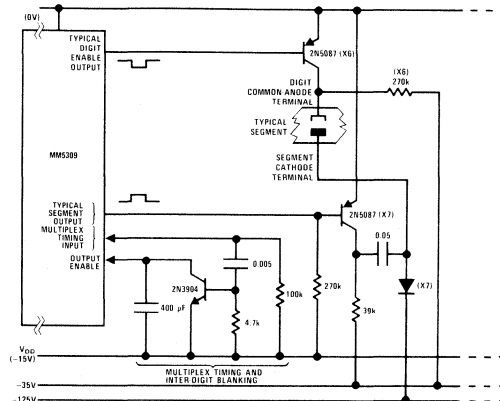 (0V)
TYPICAL
DIGIT
ENABLE
OUTPUT
2N5087 (X6)
DIGIT
COMMON-ANODE
TERMINAL
(X6)
270k
TYPICAL
SEGMENT
MM5309
SEGMENT
CATHODE
TERMINAL
TYPICAL
SEGMENT
OUTPUT
MULTIPLEX
TIMING
INPUT
OUTPUT
ENABLE
2N5087 (X7)
0.05
2N3904
0.005
400 pF
4.7k
100k
270k
39k
(X7)
VDD
(−15V)
MULTIPLEX TIMING AND
INTER DIGIT BLANKING
−35V
−125V